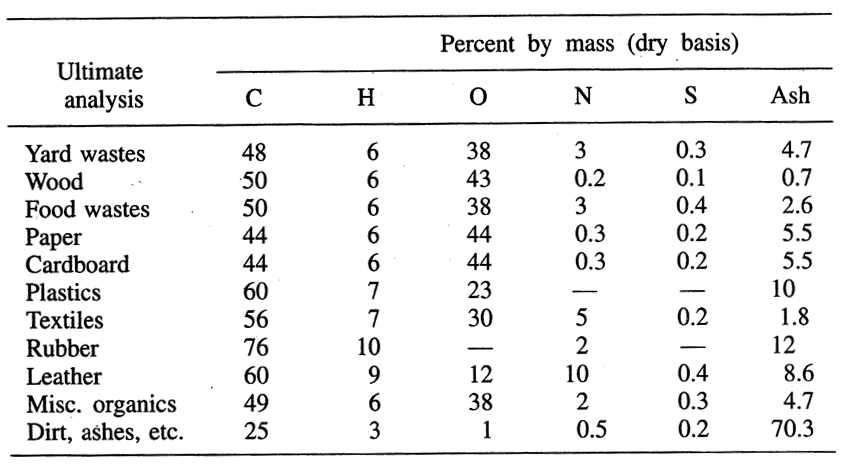 Percent by mass (dry basis)
Ultimate
analysis C H O N S Ash
Yard wastes 48 6 38 3 0.3 4.7
Wood 50 6 43 0.2 0.1 0.7
Food wastes 50 6 38 3 0.4 2.6
Paper 44 6 44 0.3 0.2 5.5
Cardboard 44 6 44 0.3 0.2 5.5
Plastics 60 7 23 — — 10
Textiles 56 7 30 5 0.2 1.8
Rubber 76 10 — 2 — 12
Leather 60 9 12 10 0.4 8.6
Misc. organics 49 6 38 2 0.3 4.7
Dirt, ashes, etc. 25 3 1 0.5 0.2 70.3